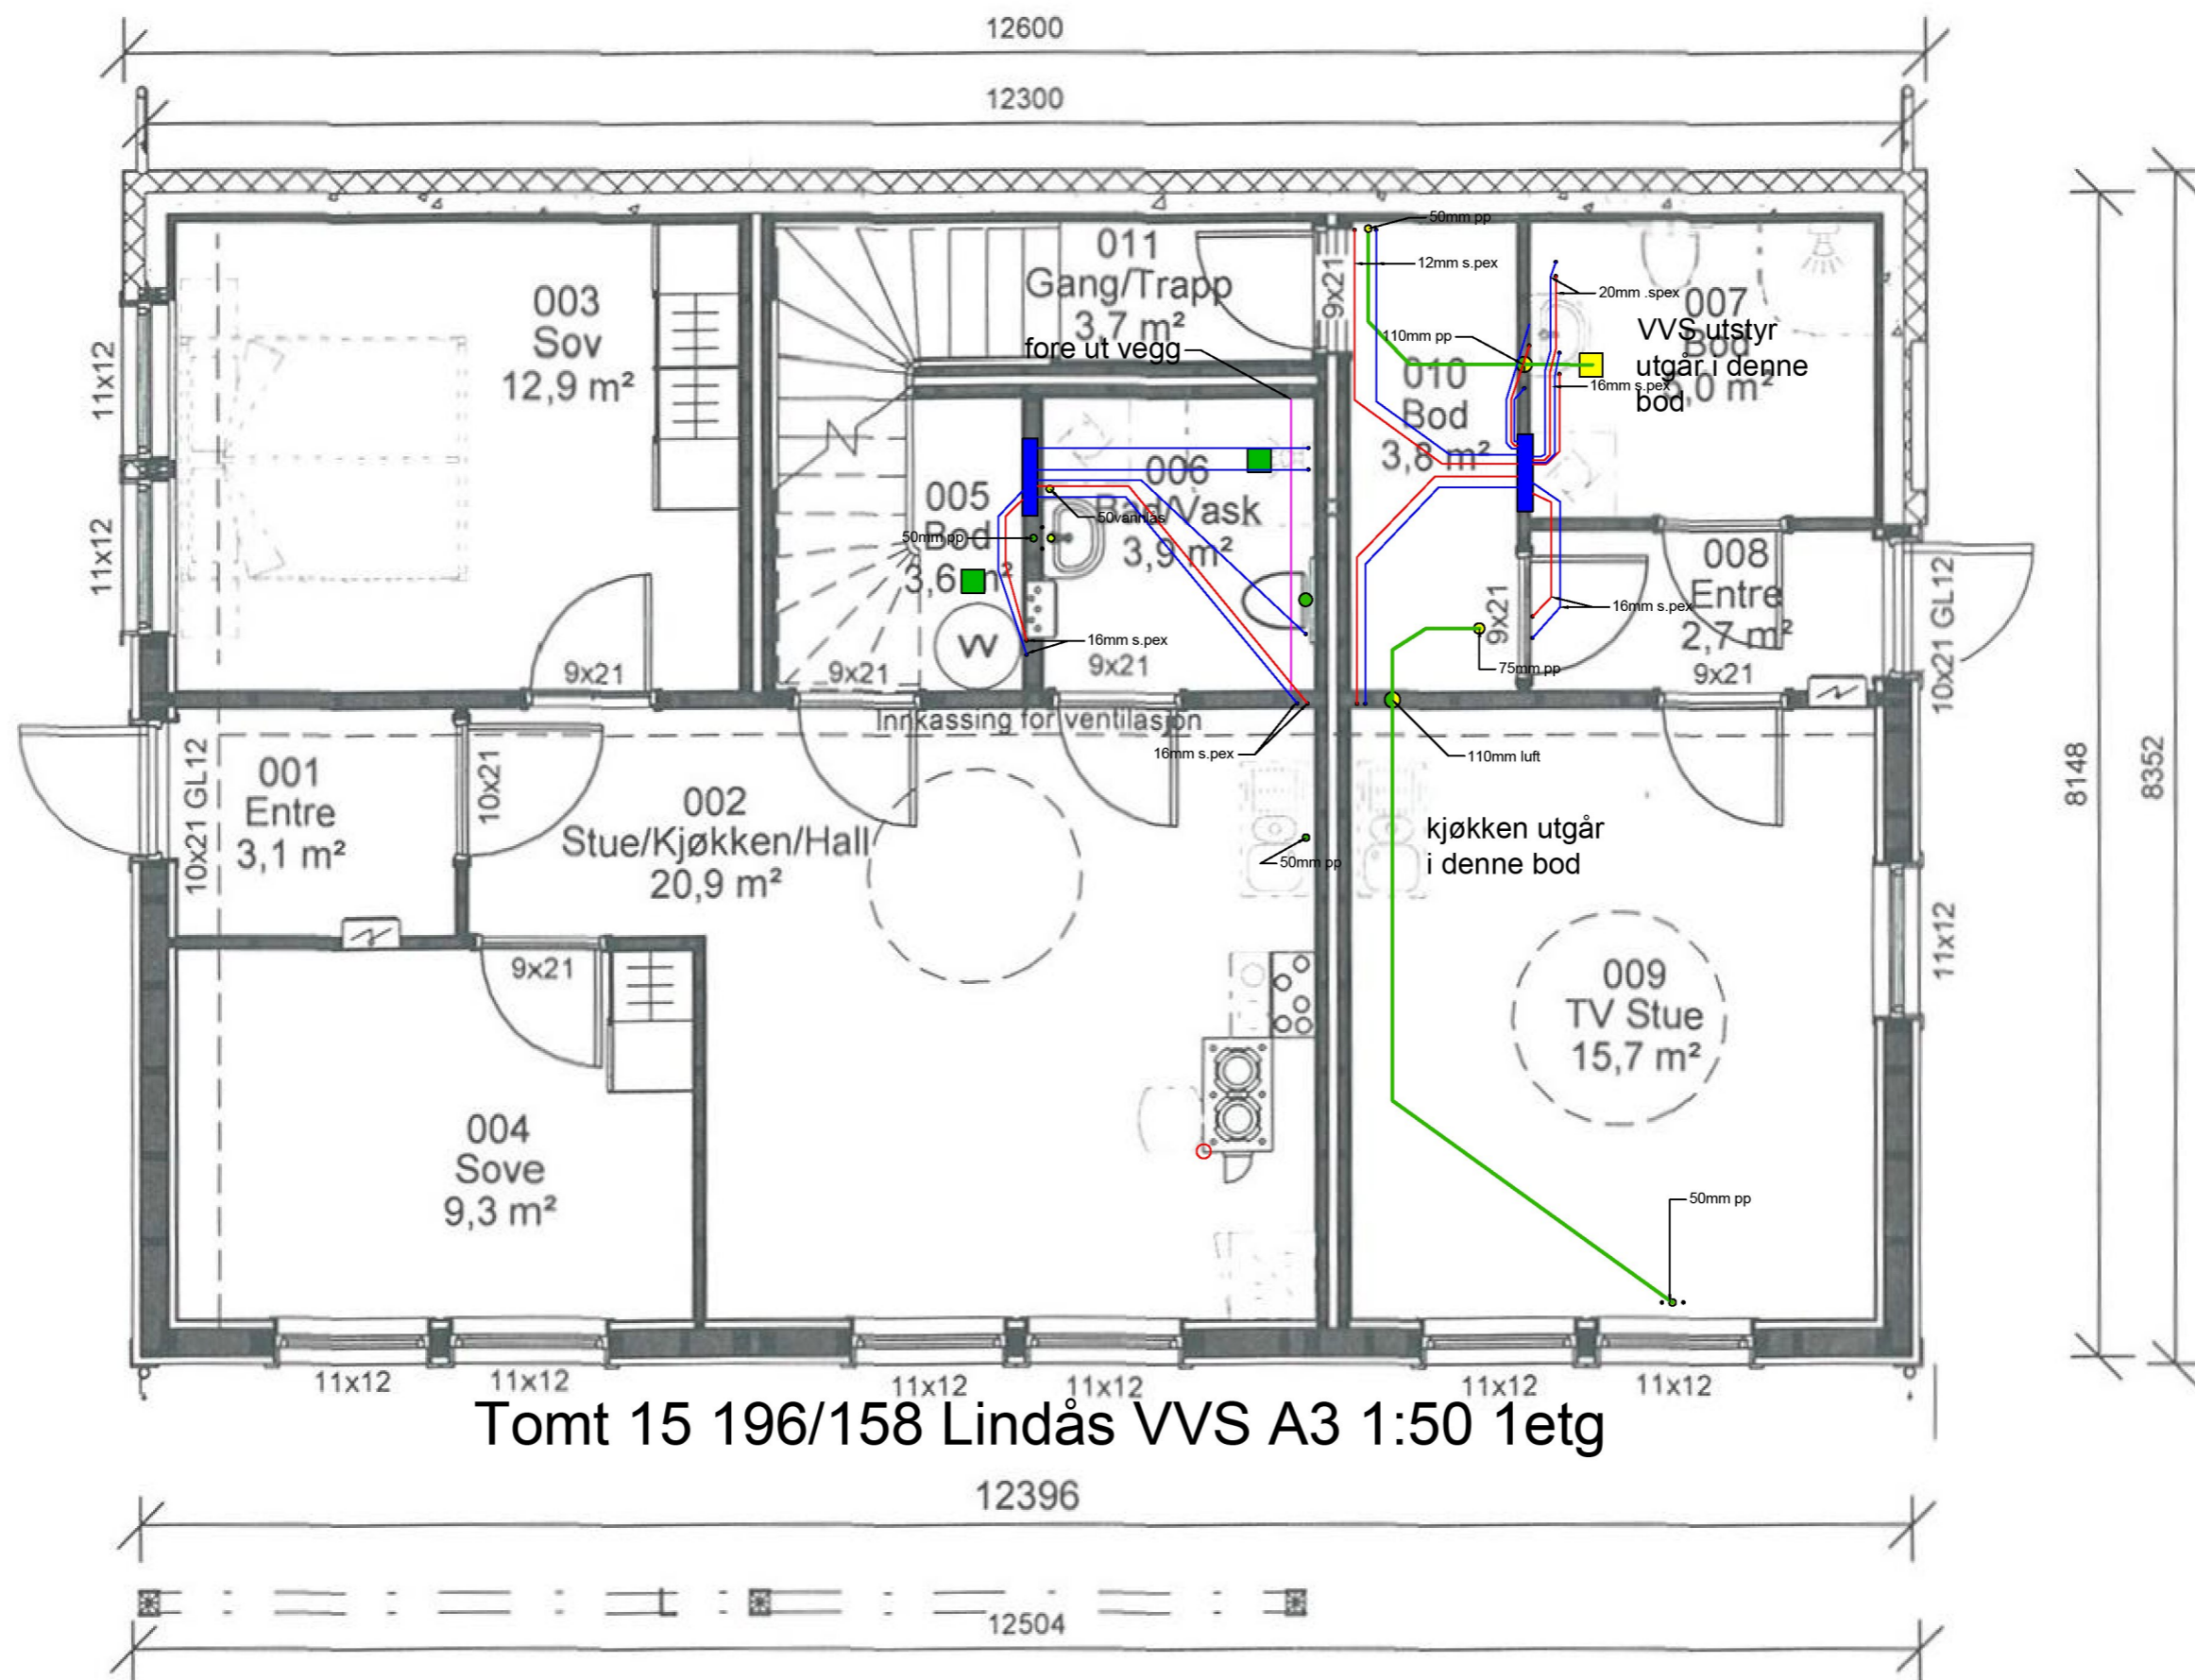 12600
12300
011
Gang/Trapp
3,7 m²
fore ut vegg
9x21
50mm pp
12mm s.pex
20mm .spex
110mm pp
007
Bod
VVS utstyr
utgår i denne
bod
16mm s.pex
003
Sov
12,9 m²
11x12
11x12
010
Bod
3,8 m²
005
Bod
3,6 m²
50mm pp
006
Bad/Vask
3,9 m²
50vannlås
16mm s.pex
VV
008
Entre
2,7 m²
16mm s.pex
9x21
9x21
75mm pp
10x21 GL12
9x21
9x21
9x21
Innkassing for ventilasjon
16mm s.pex
110mm luft
8148
8352
10x21 GL12
001
Entre
3,1 m²
10x21
002
Stue/Kjøkken/Hall
20,9 m²
50mm pp
kjøkken utgår
i denne bod
11x12
9x21
009
TV Stue
15,7 m²
004
Sove
9,3 m²
50mm pp
11x12
11x12
11x12
11x12
11x12
11x12
Tomt 15 196/158 Lindås VVS A3 1:50 1etg
12396
12504